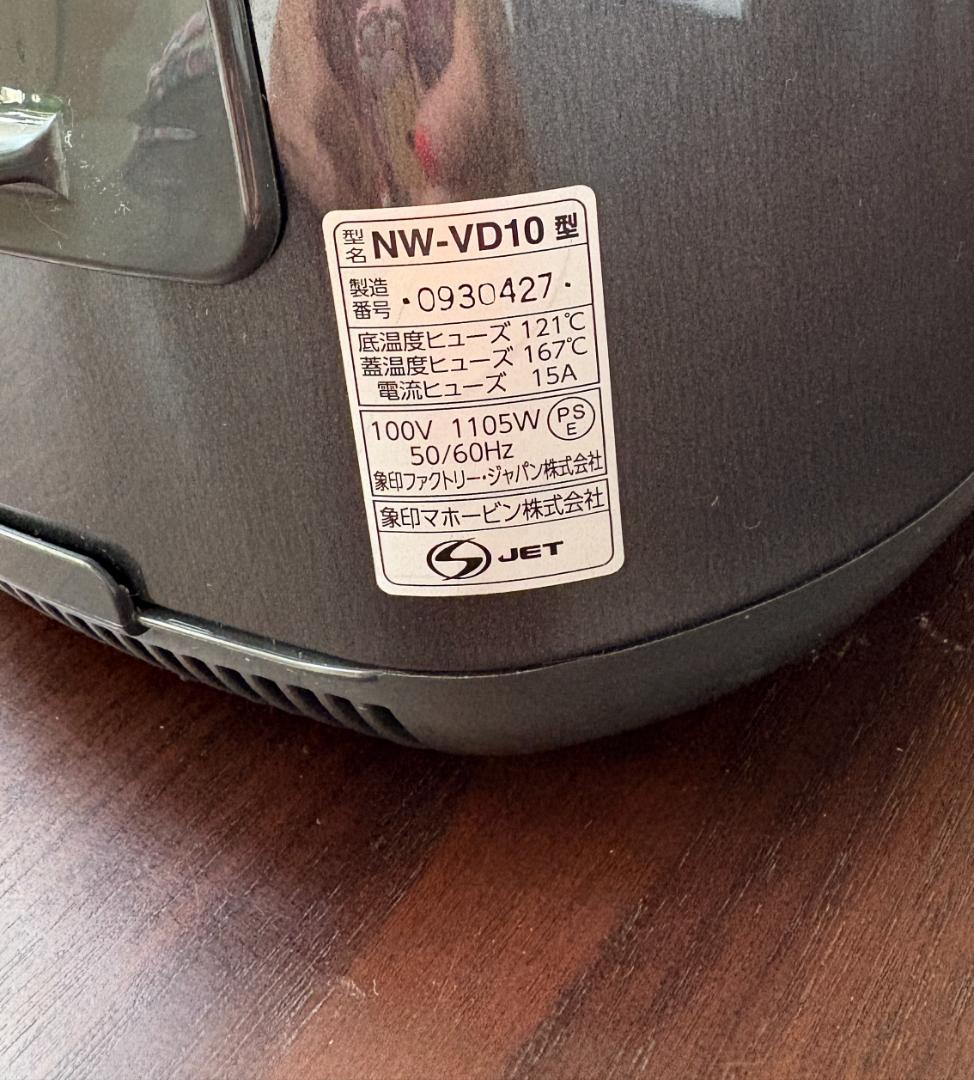 型名 NW-VD10 型
製造番号 ・0930427・
底温度ヒューズ 121℃
蓋温度ヒューズ 167℃
電流ヒューズ 15A
100V 1105W PSE
50/60Hz
象印ファクトリー・ジャパン株式会社
象印マホービン株式会社
S JET